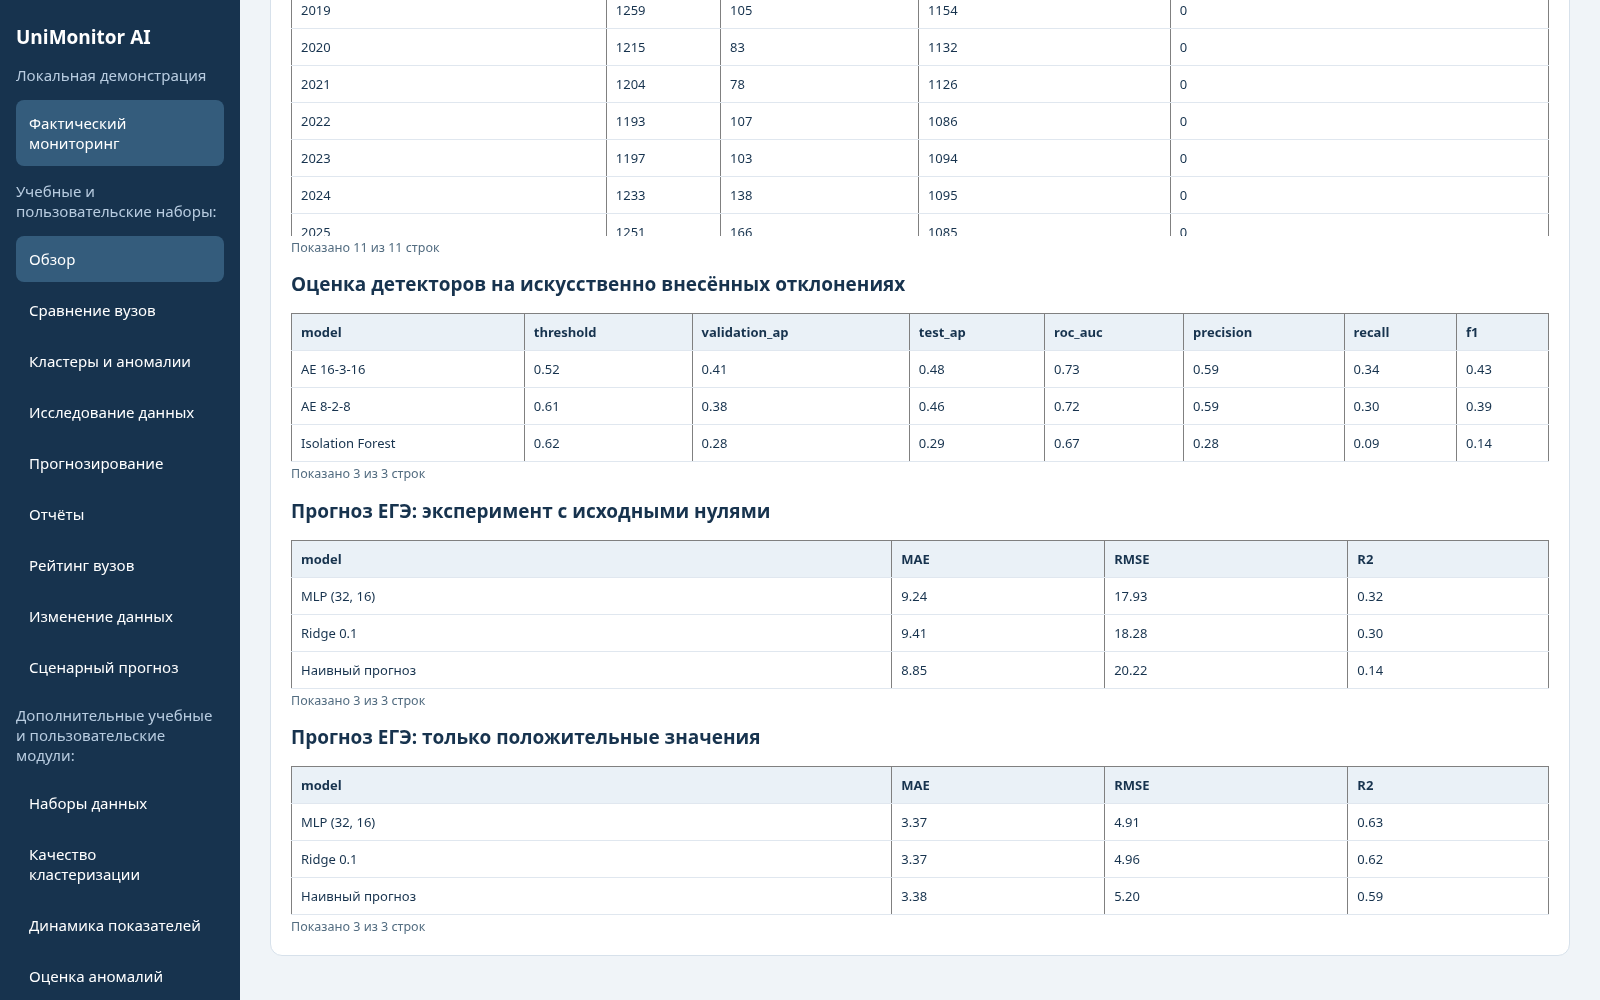 UniMonitor AI
Локальная демонстрация
Фактический
мониторинг
Учебные и
пользовательские наборы:
Обзор
Сравнение вузов
Кластеры и аномалии
Исследование данных
Прогнозирование
Отчёты
Рейтинг вузов
Изменение данных
Сценарный прогноз
Дополнительные учебные
и пользовательские
модули:
Наборы данных
Качество
кластеризации
Динамика показателей
Оценка аномалий
2019 1259 105 1154 0
2020 1215 83 1132 0
2021 1204 78 1126 0
2022 1193 107 1086 0
2023 1197 103 1094 0
2024 1233 138 1095 0
2025 1251 166 1085 0
Показано 11 из 11 строк
Оценка детекторов на искусственно внесённых отклонениях
model threshold validation_ap test_ap roc_auc precision recall f1
AE 16-3-16 0.52 0.41 0.48 0.73 0.59 0.34 0.43
AE 8-2-8 0.61 0.38 0.46 0.72 0.59 0.30 0.39
Isolation Forest 0.62 0.28 0.29 0.67 0.28 0.09 0.14
Показано 3 из 3 строк
Прогноз ЕГЭ: эксперимент с исходными нулями
model MAE RMSE R2
MLP (32, 16) 9.24 17.93 0.32
Ridge 0.1 9.41 18.28 0.30
Наивный прогноз 8.85 20.22 0.14
Показано 3 из 3 строк
Прогноз ЕГЭ: только положительные значения
model MAE RMSE R2
MLP (32, 16) 3.37 4.91 0.63
Ridge 0.1 3.37 4.96 0.62
Наивный прогноз 3.38 5.20 0.59
Показано 3 из 3 строк